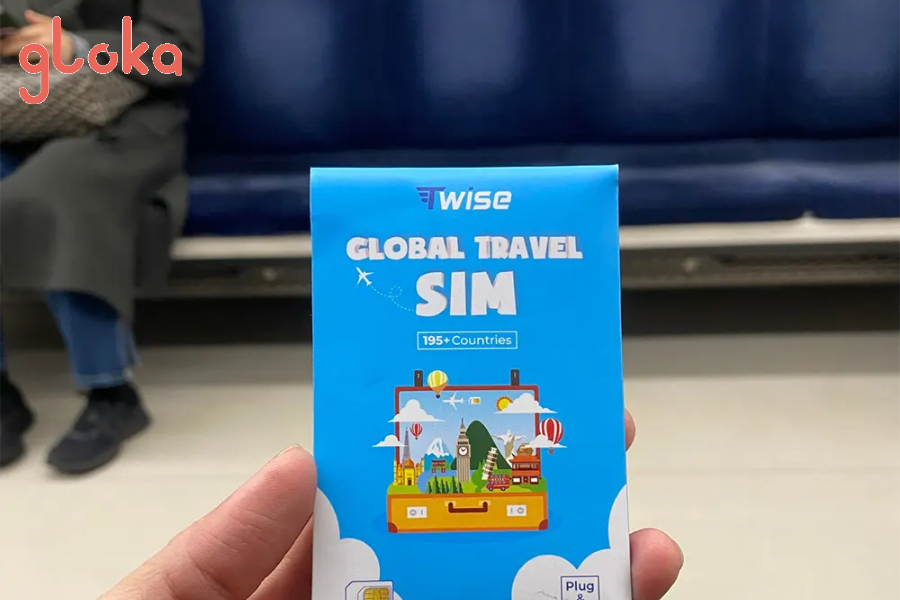 gloka
Twise
GLOBAL TRAVEL
SIM
195+ Countries
Plug
&